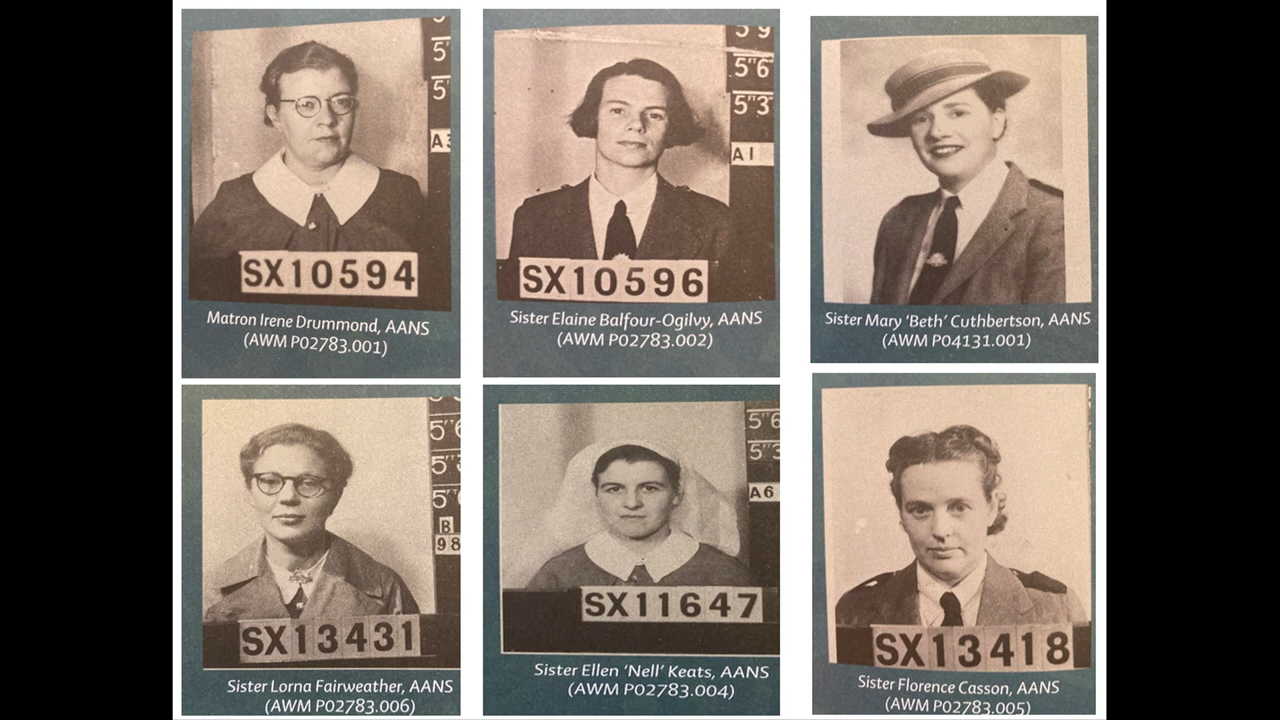 5'
5'
A3
SX10594
Matron Irene Drummond, AANS
(AWM P02783.001)
5 9
5"6
5"3
A1
SX10596
Sister Elaine Balfour-Ogilvy, AANS
(AWM P02783.002)
Sister Mary 'Beth' Cuthbertson, AANS
(AWM P04131.001)
5"6
5"3
5"0
B
98
SX13431
Sister Lorna Fairweather, AANS
(AWM P02783.006)
5"6
5"3
A6
SX11647
Sister Ellen 'Nell' Keats, AANS
(AWM P02783.004)
SX13418
Sister Florence Casson, AANS
(AWM P02783.005)